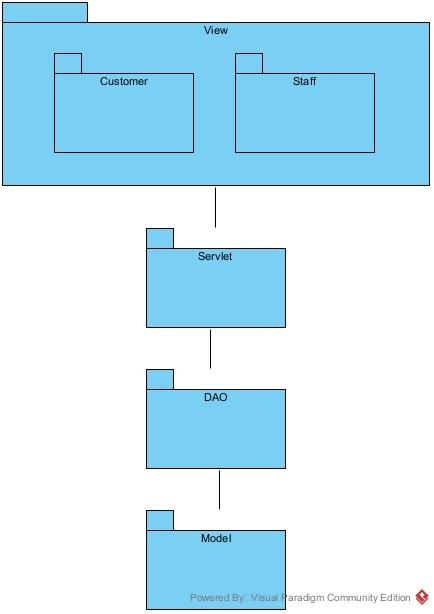 View
Customer
Staff
Servlet
DAO
Model
Powered By Visual Paradigm Community Edition